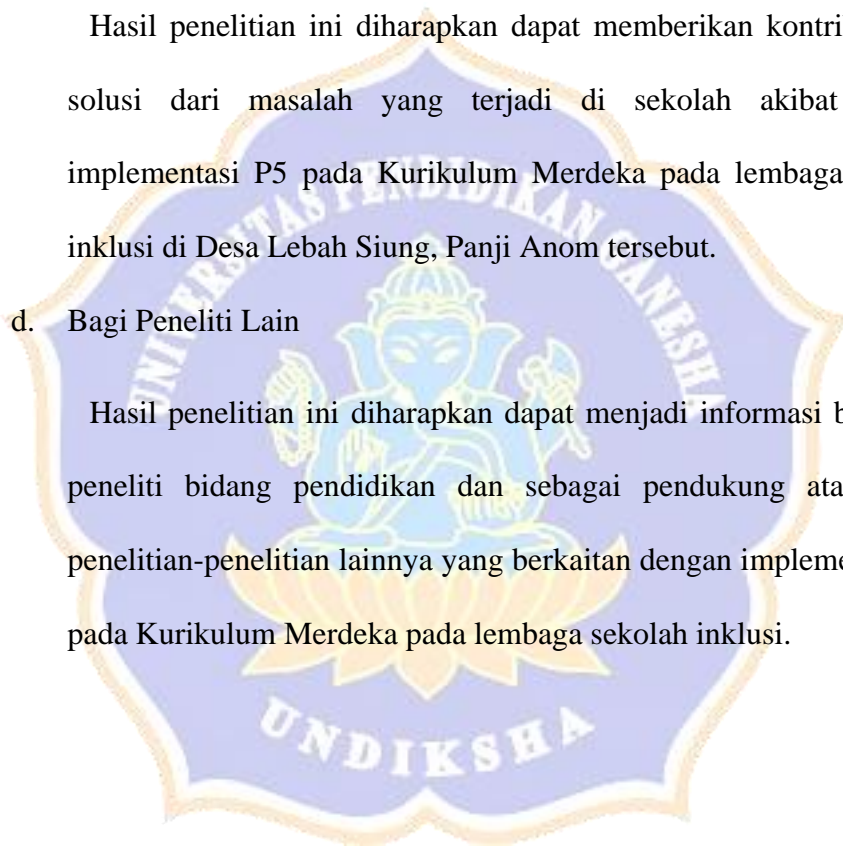 Hasil penelitian ini diharapkan dapat memberikan
solusi dari masalah yang terjadi di sekolah akibat
implementasi P5 pada Kurikulum Merdeka pada lembaga
inklusi di Desa Lebah Siung, Panji Anom tersebut.
d. Bagi Peneliti Lain
Hasil penelitian ini diharapkan dapat menjadi informasi
peneliti bidang pendidikan dan sebagai pendukung
penelitian-penelitian lainnya yang berkaitan dengan
pada Kurikulum Merdeka pada lembaga sekolah inklusi.
UNIVERSITAS PENDIDIKAN GANESHA
UNDIKSHA